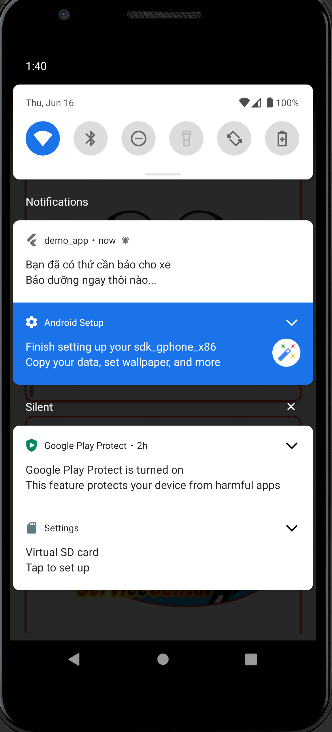 1:40
Thu, Jun 16
100%
Notifications
demo_app • now
Bạn đã có thứ cần bảo cho xe
Bảo dưỡng ngay thôi nào...
Android Setup
Finish setting up your sdk_gphone_x86
Copy your data, set wallpaper, and more
Silent
Google Play Protect • 2h
Google Play Protect is turned on
This feature protects your device from harmful apps
Settings
Virtual SD card
Tap to set up